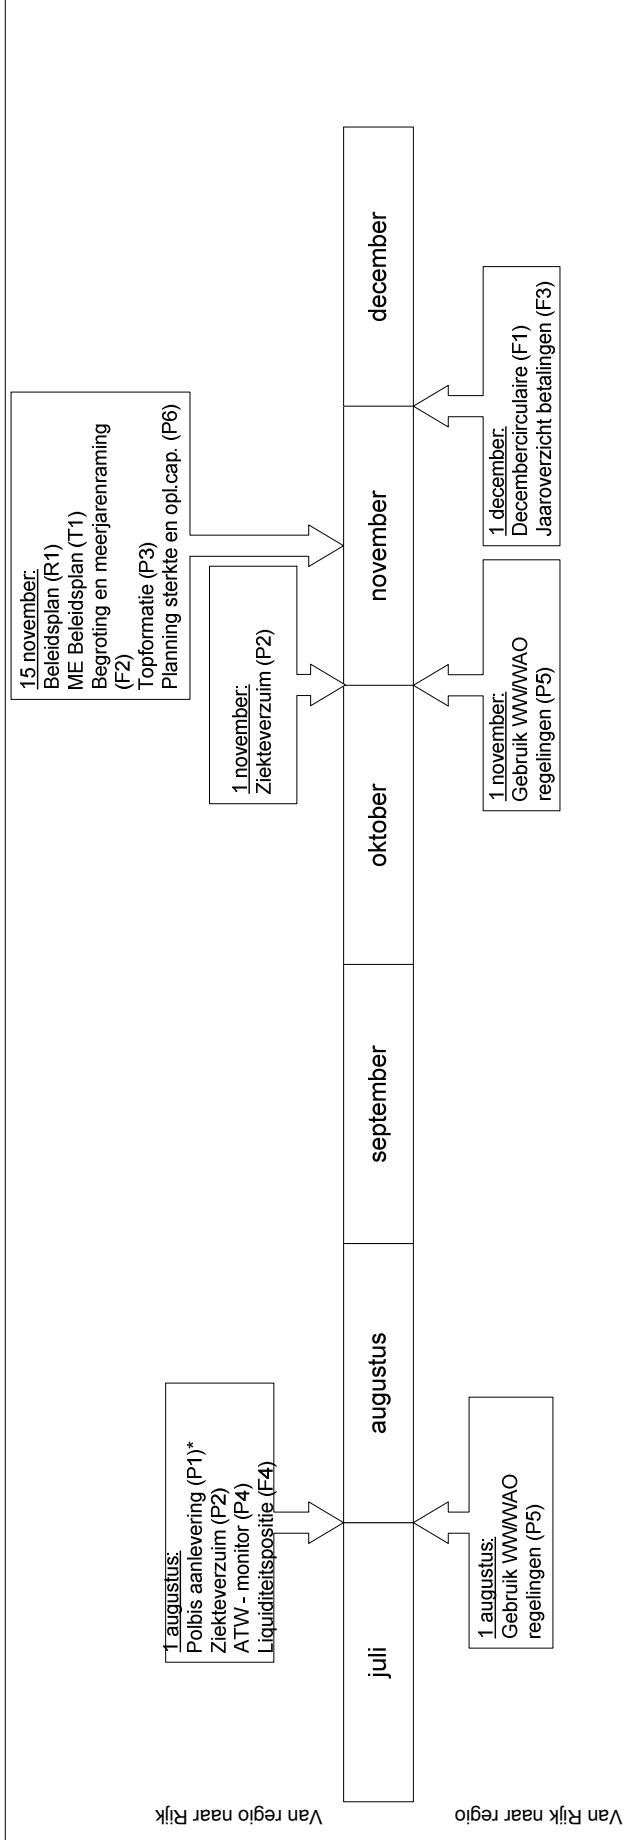 Van regio naar Rijk
1 augustus:
Polbis aanlevering (P1)*
Ziekteverzuim (P2)
ATW - monitor (P4)
Liquiditeitspositie (F4)
1 november:
Ziekteverzuim (P2)
15 november:
Beleidsplan (R1)
ME Beleidsplan (T1)
Begroting en meerjarenraming
(F2)
Topformatie (P3)
Planning sterkte en opl.cap. (P6)
juli
augustus
september
oktober
november
december
Van Rijk naar regio
1 augustus:
Gebruik WW/WAO
regelingen (P5)
1 november:
Gebruik WW/WAO
regelingen (P5)
1 december:
Decembercirculaire (F1)
Jaaroverzicht betalingen (F3)